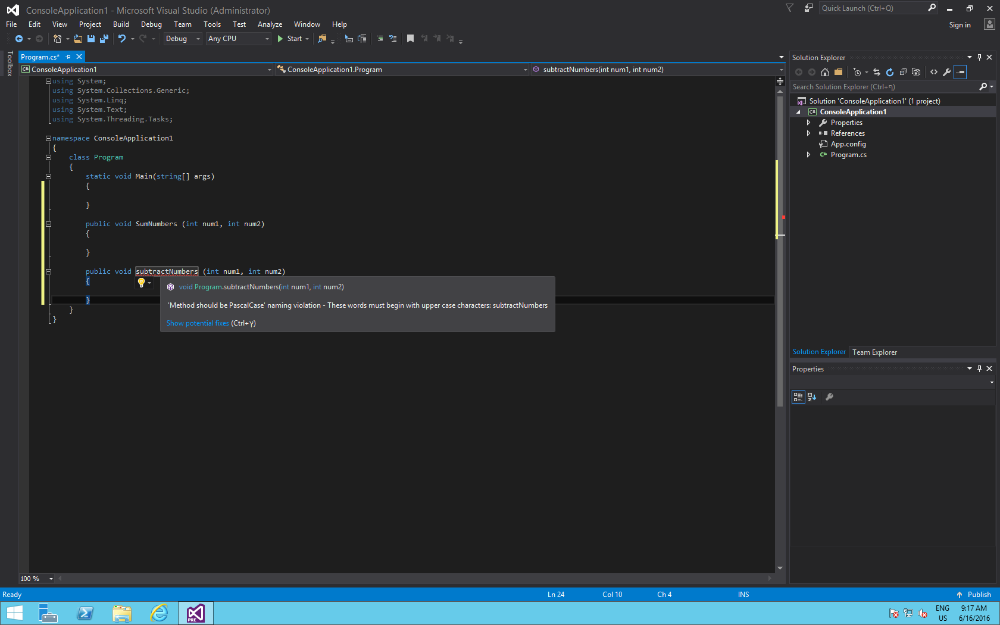 ConsoleApplication1 - Microsoft Visual Studio (Administrator)
Quick Launch (Ctrl+Q)
File Edit View Project Build Debug Team Tools Test Analyze Window Help
Sign in
Debug Any CPU Start
Toolbox
Program.cs*
C# ConsoleApplication1 ConsoleApplication1.Program subtractNumbers(int num1, int num2)
using System;
using System.Collections.Generic;
using System.Linq;
using System.Text;
using System.Threading.Tasks;
namespace ConsoleApplication1
{
class Program
{
static void Main(string[] args)
{
}
public void SumNumbers (int num1, int num2)
{
}
public void subtractNumbers (int num1, int num2)
{
void Program.subtractNumbers(int num1, int num2)
'Method should be PascalCase' naming violation - These words must begin with upper case characters: subtractNumbers
Show potential fixes (Ctrl+ץ)
}
}
}
100 %
Solution Explorer
Search Solution Explorer (Ctrl+ף)
Solution 'ConsoleApplication1' (1 project)
C# ConsoleApplication1
Properties
References
App.config
C# Program.cs
Solution Explorer Team Explorer
Properties
Ready Ln 24 Col 10 Ch 4 INS Publish
PRE
ENG 9:17 AM
US 6/16/2016